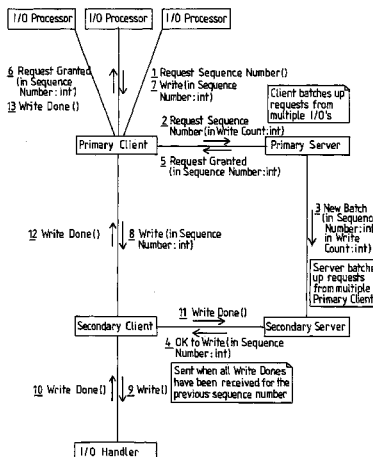 I/O Processor
I/O Processor
I/O Processor
6 Request Granted
(in Sequence
Number:int)
13 Write Done()
1 Request Sequence Number()
7 Write(in Sequence
Number:int)
Client batches up
requests from
multiple I/O's
2 Request Sequence
Number(in Write Count:int)
Primary Client
Primary Server
5 Request Granted
(in Sequence Number:int)
3 New Batch
(in Sequence
Number:int
in Write
Count:int)
12 Write Done()
8 Write(in Sequence
Number:int)
Server batches
up requests
from multiple
Primary Client
11 Write Done()
Secondary Client
Secondary Server
4 OK to Write(in Sequence
Number:int)
Sent when all Write Dones
have been received for the
previous sequence number
10 Write Done()
9 Write()
I/O Handler